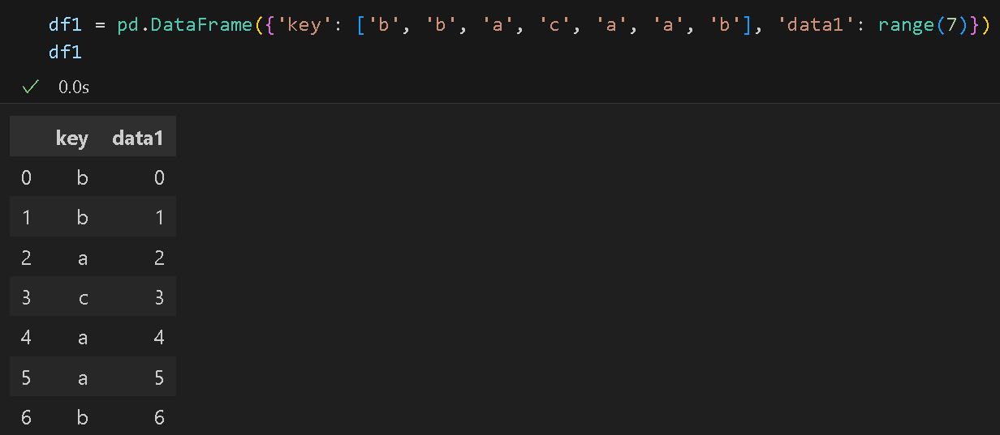 df1 = pd.DataFrame({'key': ['b', 'b', 'a', 'c', 'a', 'a', 'b'], 'data1': range(7)})
df1
✓ 0.0s
key data1
0 b 0
1 b 1
2 a 2
3 c 3
4 a 4
5 a 5
6 b 6